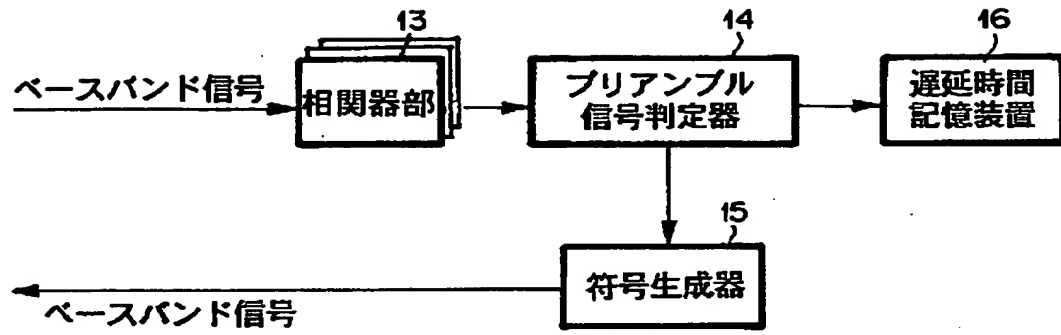 13
14
16
ベースバンド信号
相関器部
プリアンブル
信号判定器
遅延時間
記憶装置
15
符号生成器
ベースバンド信号